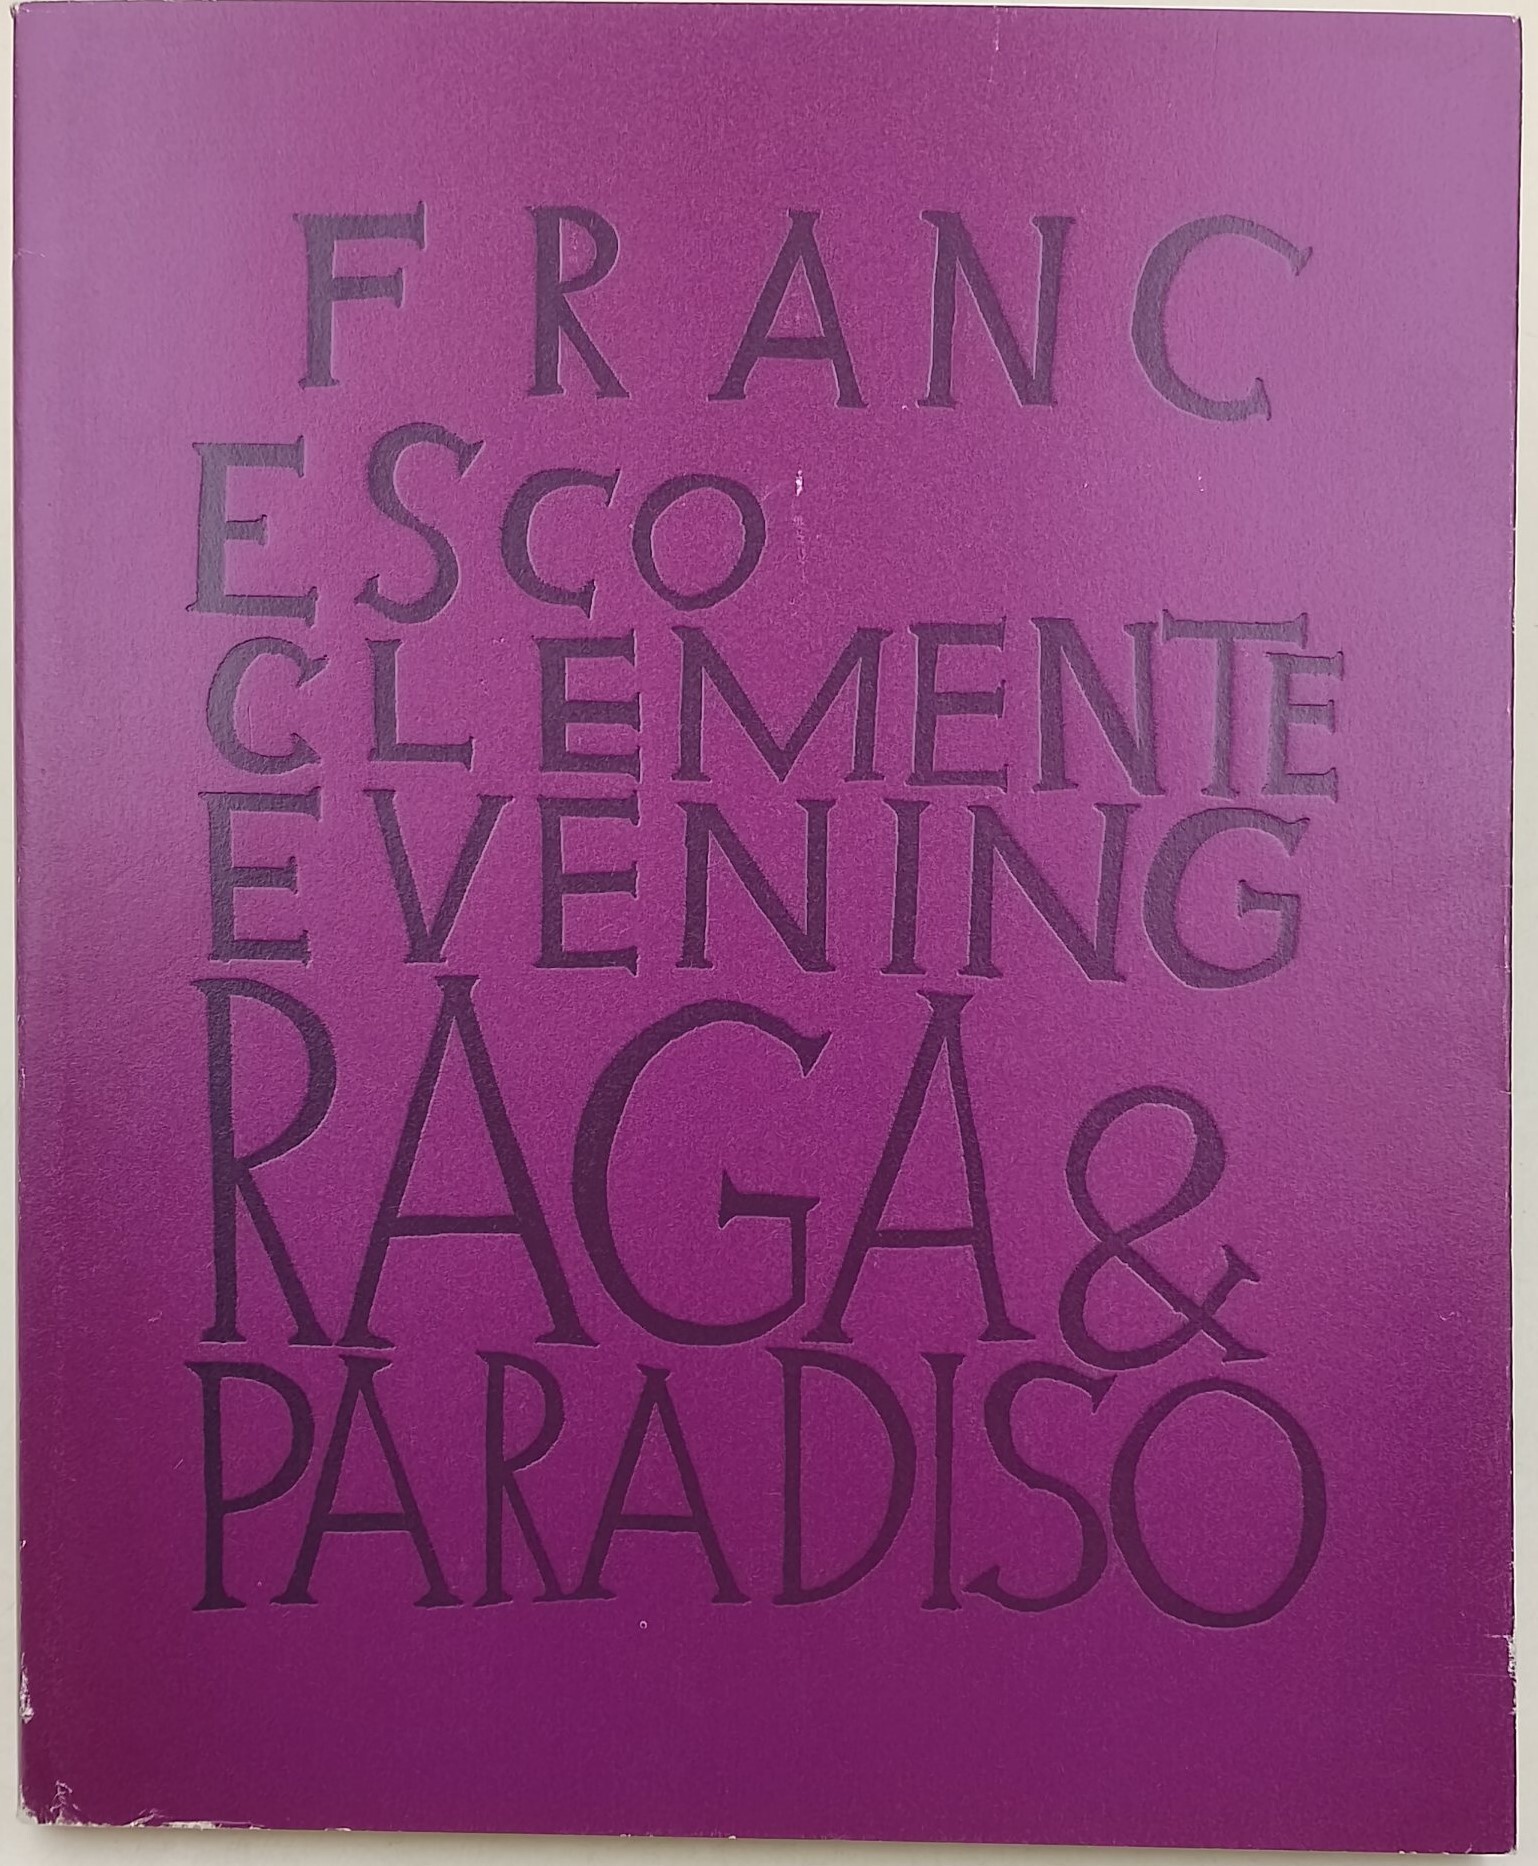 FRANC
ESCO
CLEMENTE
EVENING
RAGA &
PARADISO